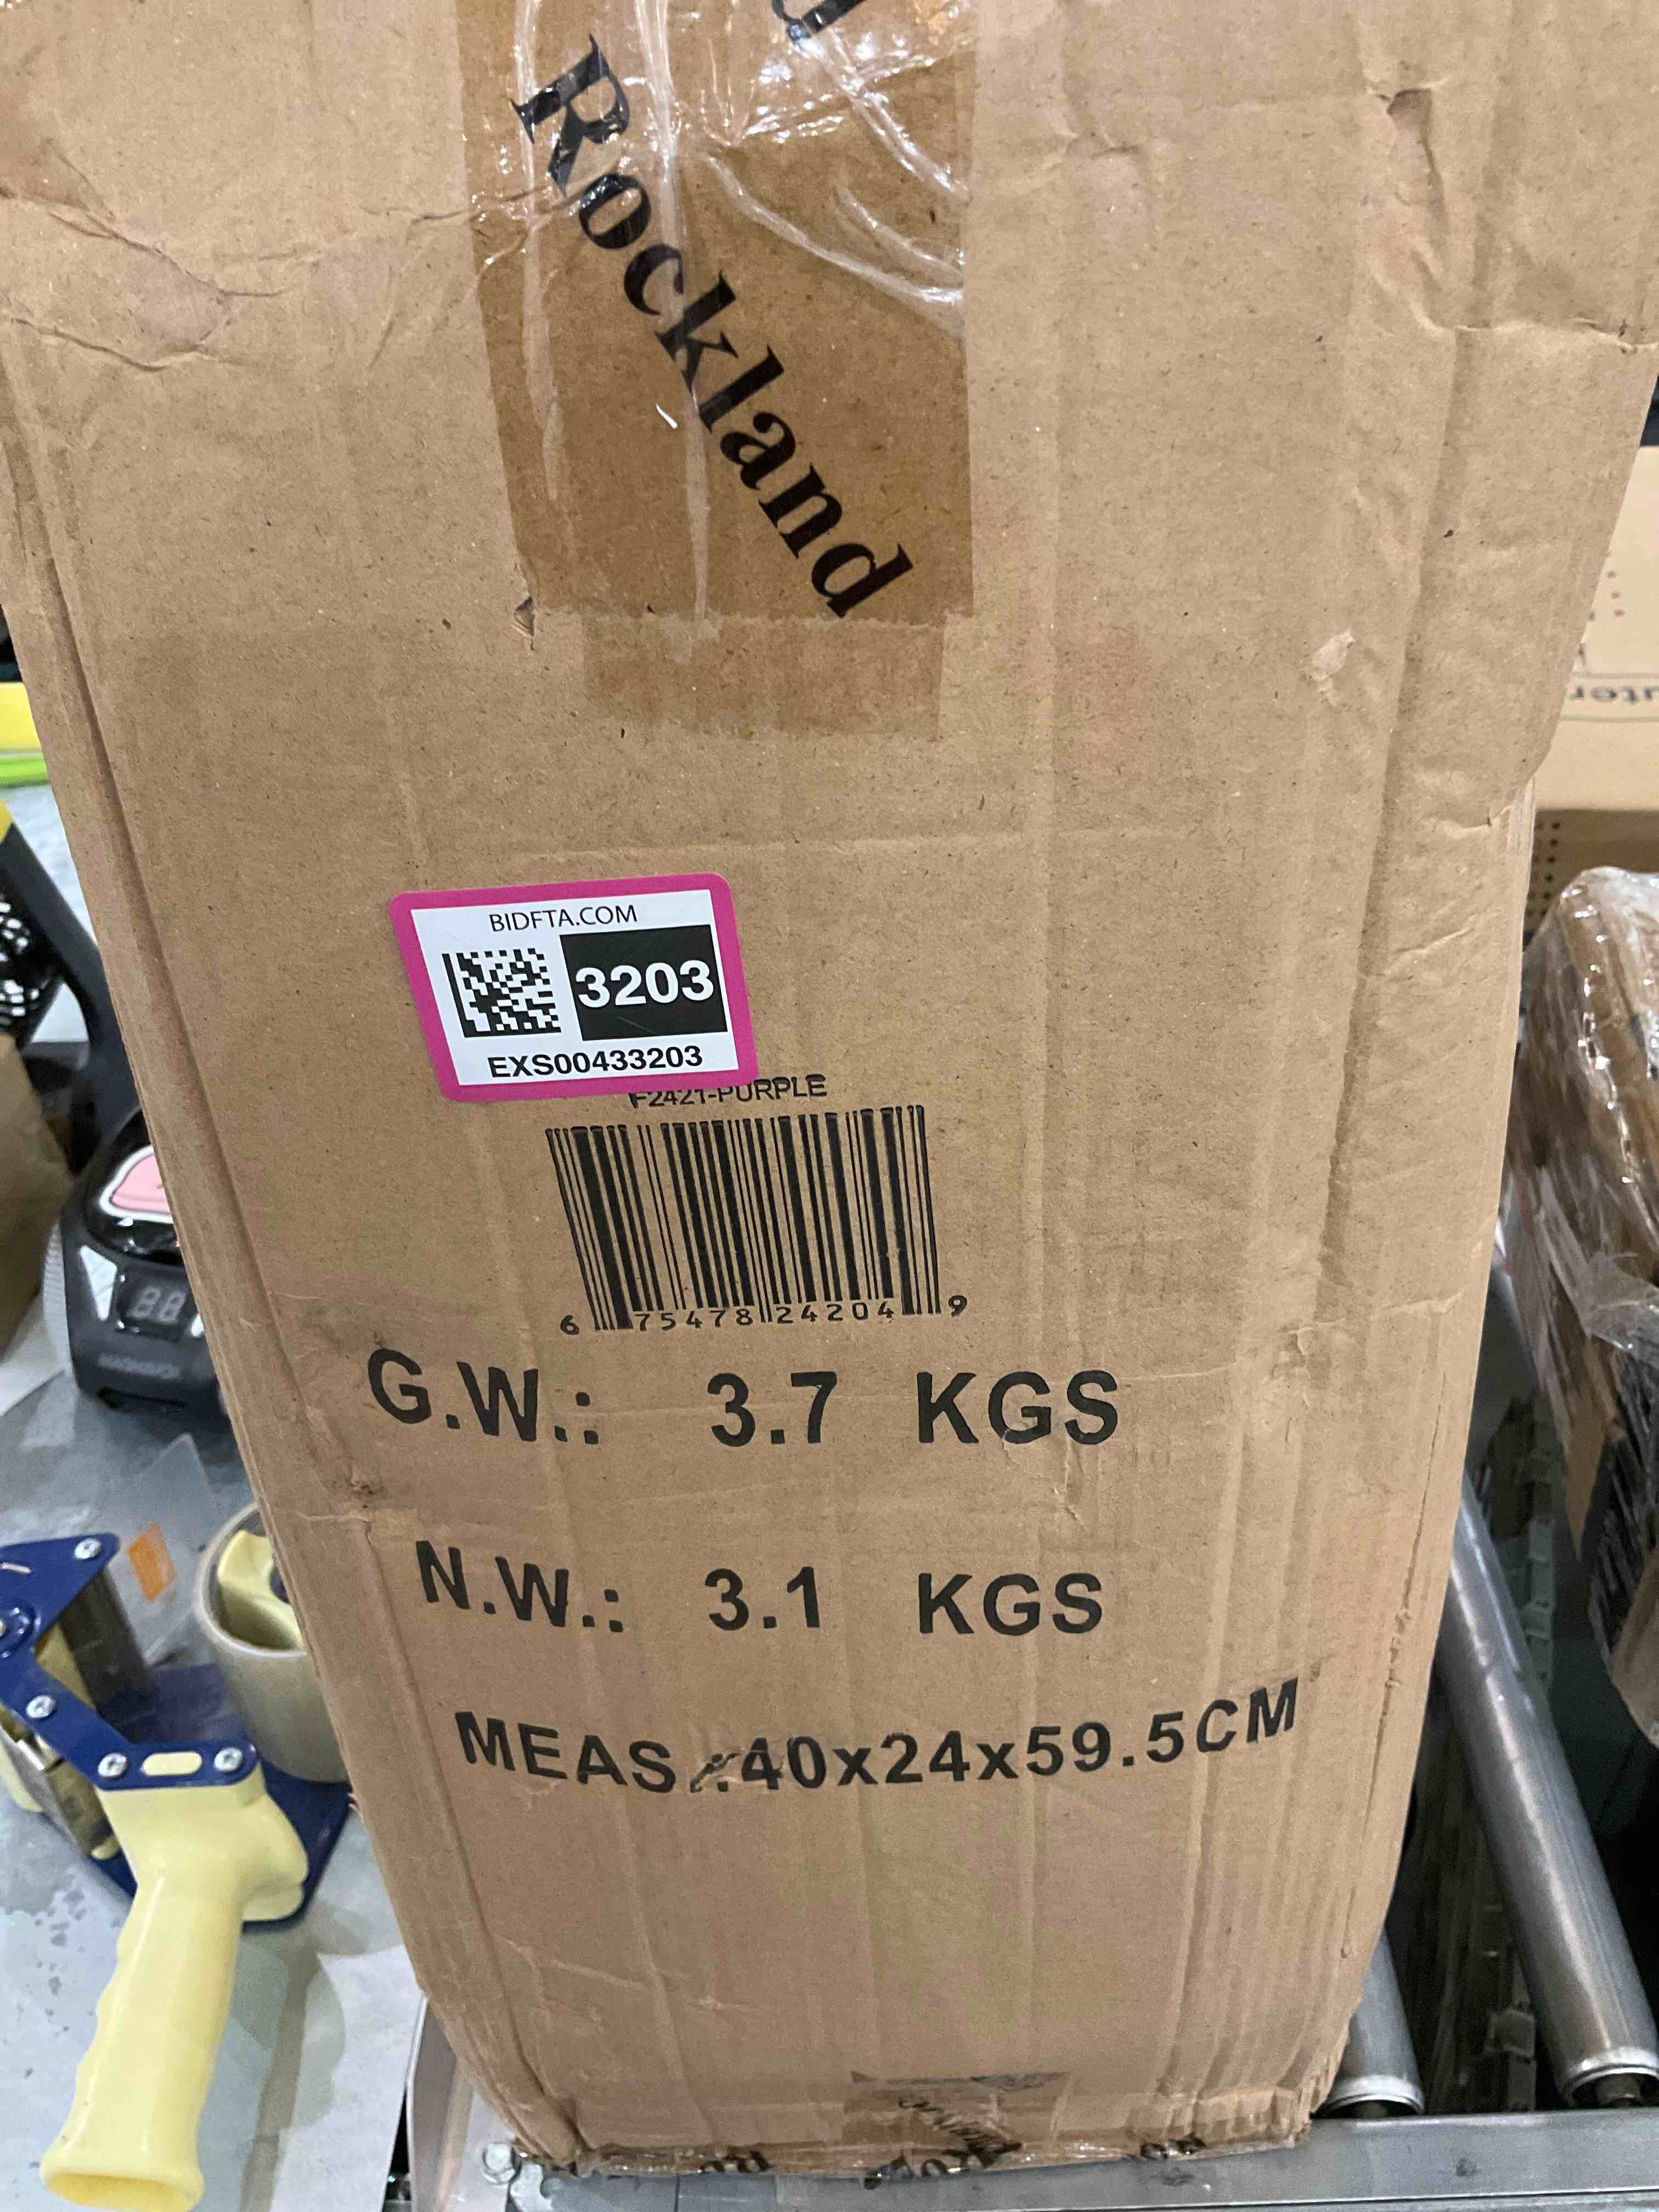 Rockland
BIDFTA.COM
3203
EXS00433203
F2421-PURPLE
6 75478 24204 9
G.W.: 3.7 KGS
N.W.: 3.1 KGS
MEAS.:40x24x59.5CM